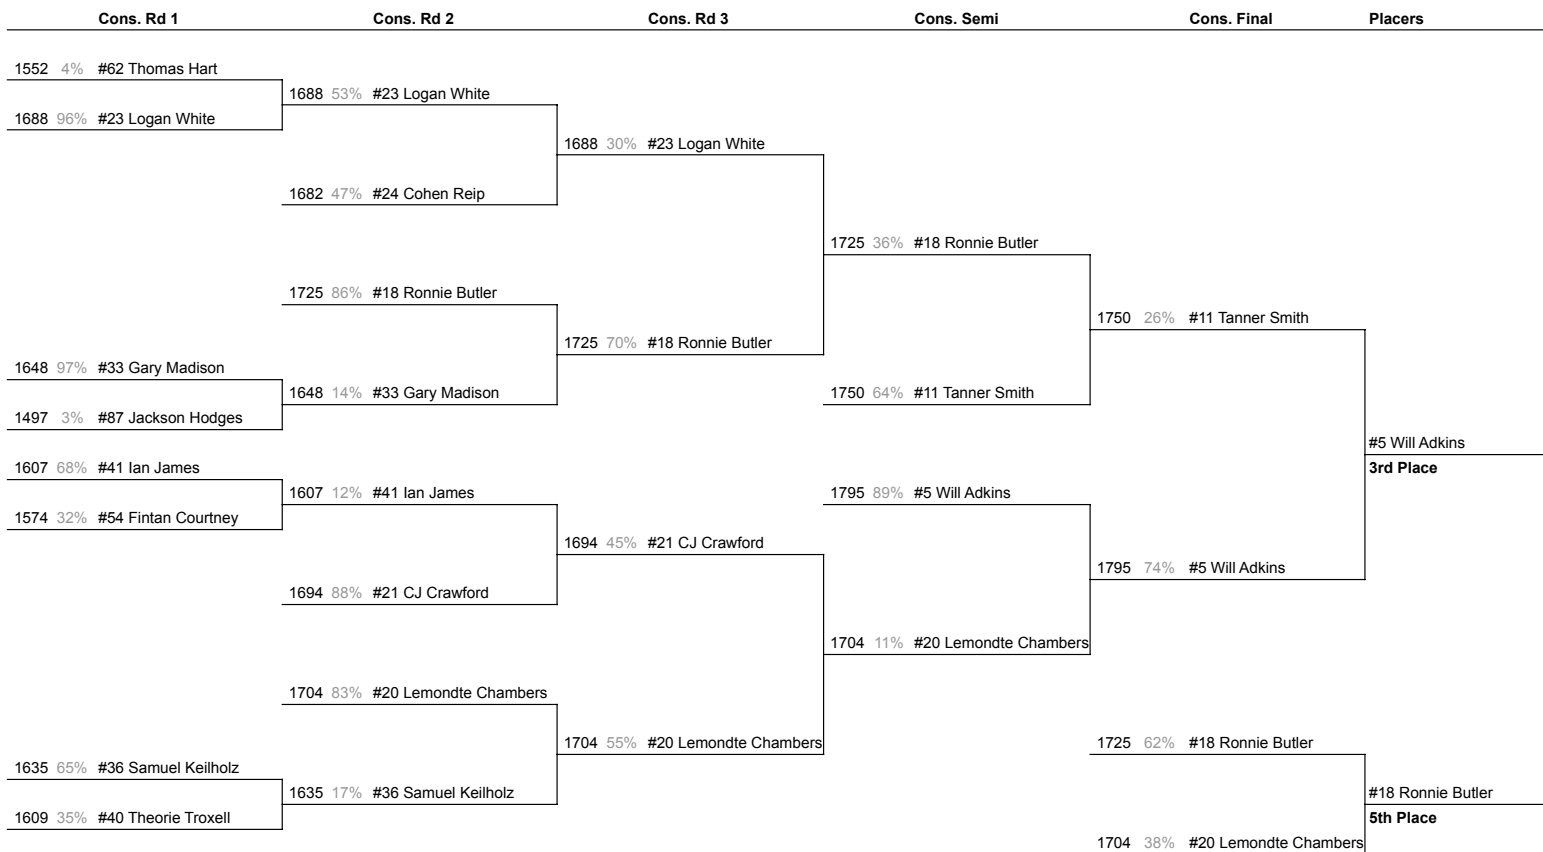 Cons. Rd 1 Cons. Rd 2 Cons. Rd 3 Cons. Semi Cons. Final Placers
1552 4% #62 Thomas Hart
1688 53% #23 Logan White
1688 96% #23 Logan White
1688 30% #23 Logan White
1682 47% #24 Cohen Reip
1725 36% #18 Ronnie Butler
1725 86% #18 Ronnie Butler
1750 26% #11 Tanner Smith
1725 70% #18 Ronnie Butler
1648 97% #33 Gary Madison
1648 14% #33 Gary Madison
1750 64% #11 Tanner Smith
1497 3% #87 Jackson Hodges
#5 Will Adkins
1607 68% #41 Ian James
3rd Place
1607 12% #41 Ian James
1795 89% #5 Will Adkins
1574 32% #54 Fintan Courtney
1694 45% #21 CJ Crawford
1795 74% #5 Will Adkins
1694 88% #21 CJ Crawford
1704 11% #20 Lemondte Chambers
1704 83% #20 Lemondte Chambers
1704 55% #20 Lemondte Chambers
1725 62% #18 Ronnie Butler
1635 65% #36 Samuel Keilholz
1635 17% #36 Samuel Keilholz
#18 Ronnie Butler
1609 35% #40 Theorie Troxell
5th Place
1704 38% #20 Lemondte Chambers